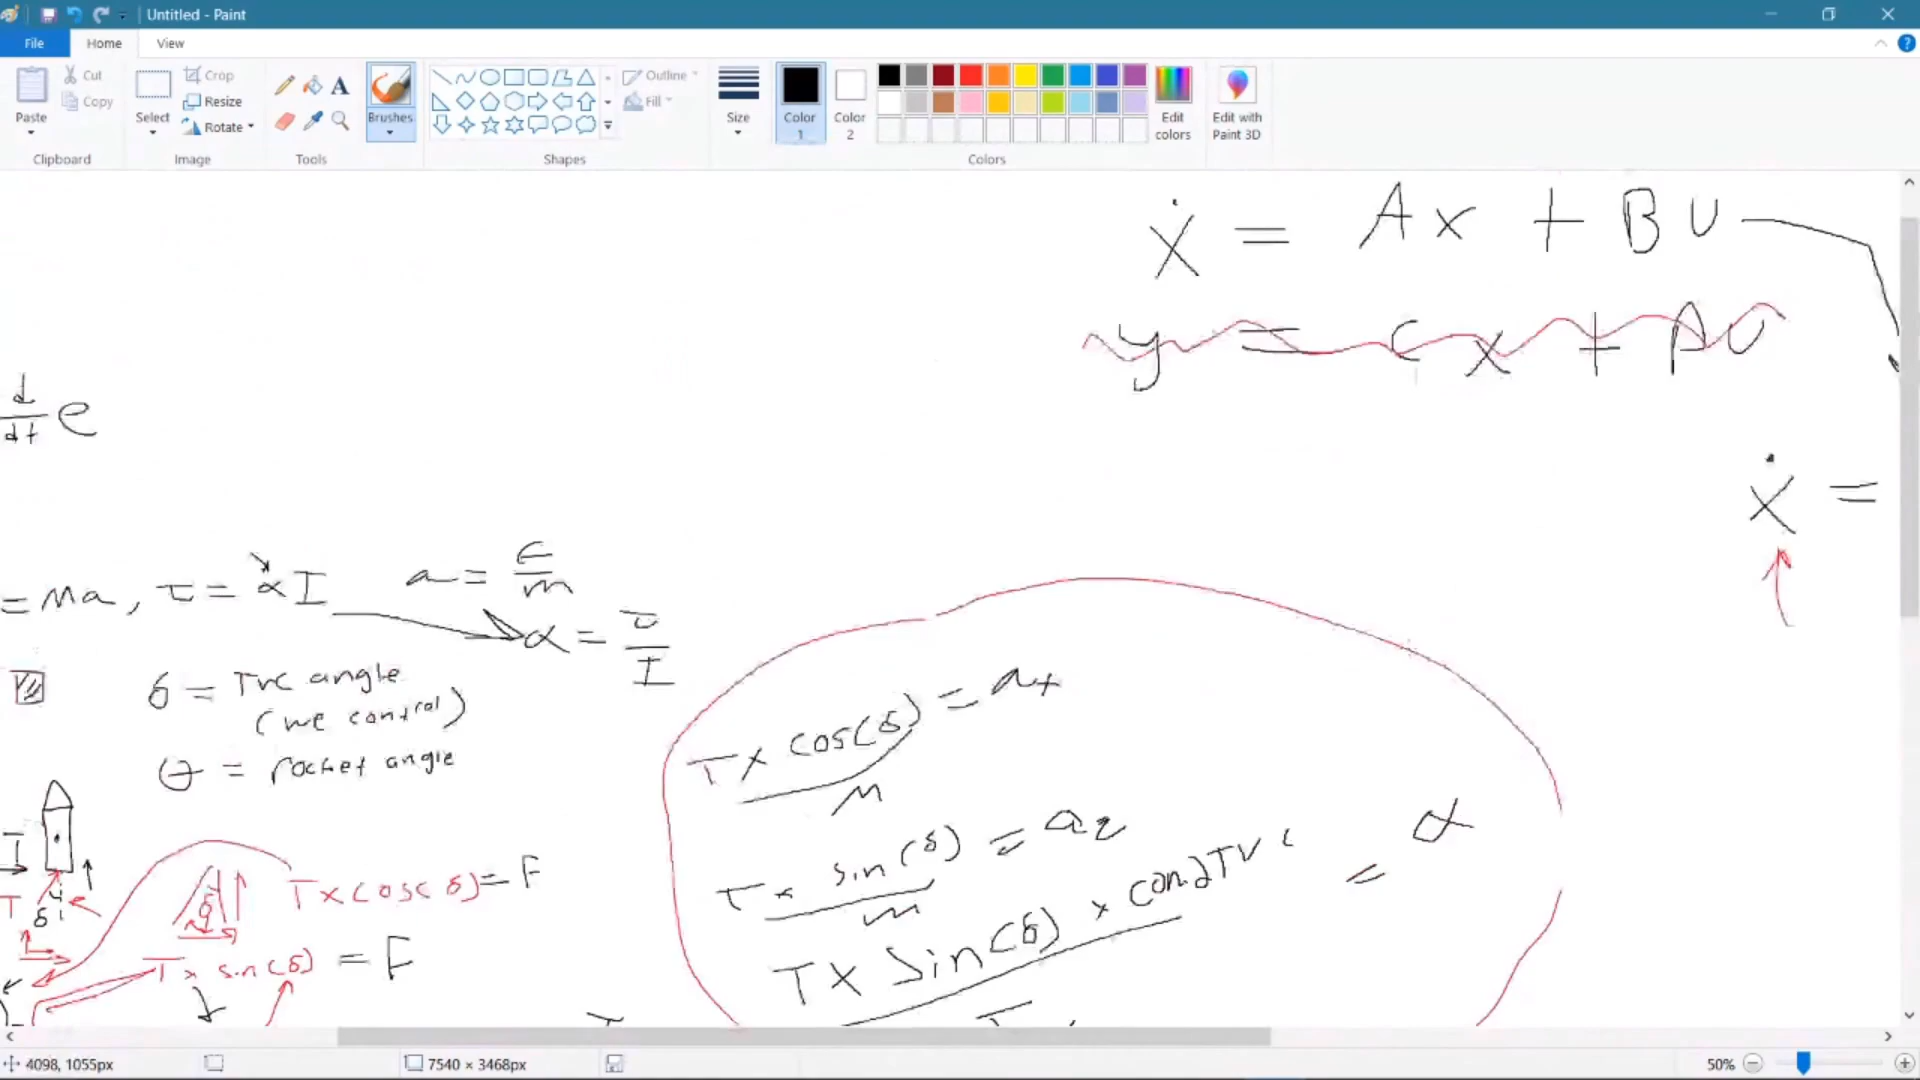 Untitled - Paint
File Home View
Paste
Cut
Copy
Clipboard
Select
Crop
Resize
Rotate
Image
Tools
Brushes
Outline
Fill
Shapes
Size
Color 1
Color 2
Edit colors
Edit with Paint 3D
Colors
ẋ = Ax + BU
y = Cx +
d/dt e
ẋ =
= Ma, τ = αI
a = F/m
α = τ/I
δ = TVC angle
(we control)
θ = rocket angle
T x cos(δ) / M = ax
T x sin(δ) / m = az
T x sin(δ) x com2TVC = α
I
T
δ
T x cos(δ) = F
T x sin(δ) = F
4098, 1055px
7540 × 3468px
50%